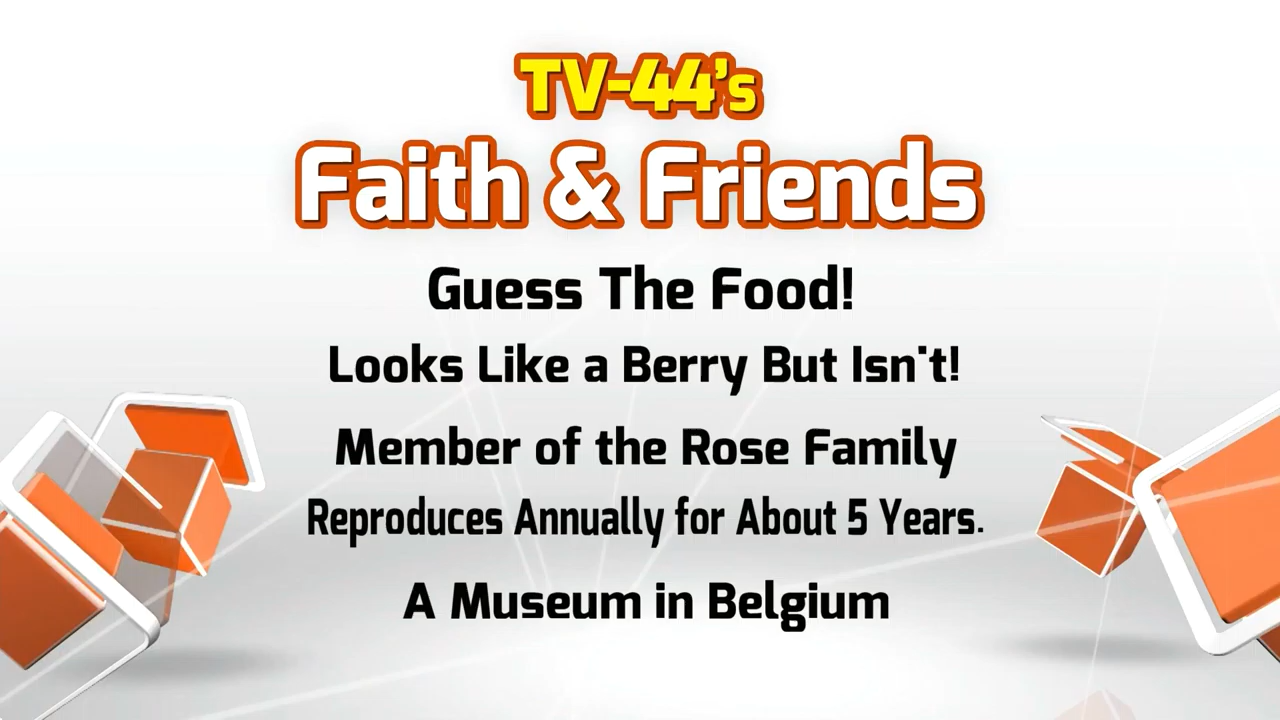 TV-44's
Faith & Friends
Guess The Food!
Looks Like a Berry But Isn't!
Member of the Rose Family
Reproduces Annually for About 5 Years.
A Museum in Belgium